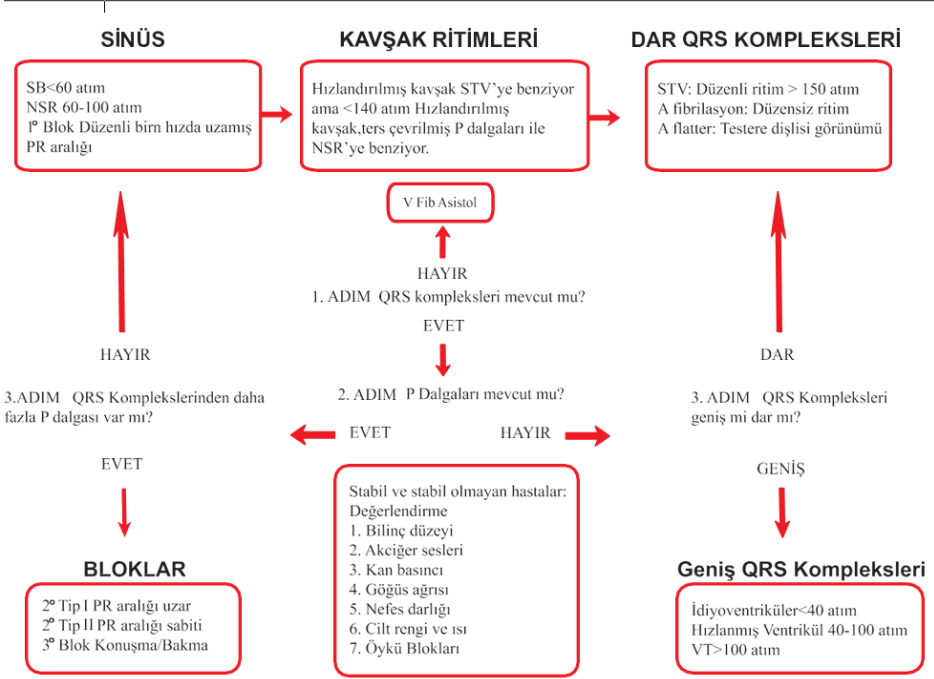 SİNÜS
SB<60 atım
NSR 60-100 atım
1° Blok Düzenli birn hızda uzamış
PR aralığı
KAVŞAK RİTİMLERİ
Hızlandırılmış kavşak STV’ye benziyor
ama <140 atım Hızlandırılmış
kavşak,ters çevrilmiş P dalgaları ile
NSR’ye benziyor.
DAR QRS KOMPLEKSLERİ
STV: Düzenli ritim > 150 atım
A fibrilasyon: Düzensiz ritim
A flatter: Testere dişlisi görünümü
V Fib Asistol
HAYIR
1. ADIM QRS kompleksleri mevcut mu?
EVET
2. ADIM P Dalgaları mevcut mu?
EVET
HAYIR
HAYIR
3.ADIM QRS Komplekslerinden daha
fazla P dalgası var mı?
EVET
DAR
3. ADIM QRS Kompleksleri
geniş mi dar mı?
GENİŞ
Stabil ve stabil olmayan hastalar:
Değerlendirme
1. Bilinç düzeyi
2. Akciğer sesleri
3. Kan basıncı
4. Göğüs ağrısı
5. Nefes darlığı
6. Cilt rengi ve ısı
7. Öykü Blokları
BLOKLAR
2° Tip I PR aralığı uzar
2° Tip II PR aralığı sabiti
3° Blok Konuşma/Bakma
Geniş QRS Kompleksleri
İdiyoventriküler<40 atım
Hızlanmış Ventrikül 40-100 atım
VT>100 atım